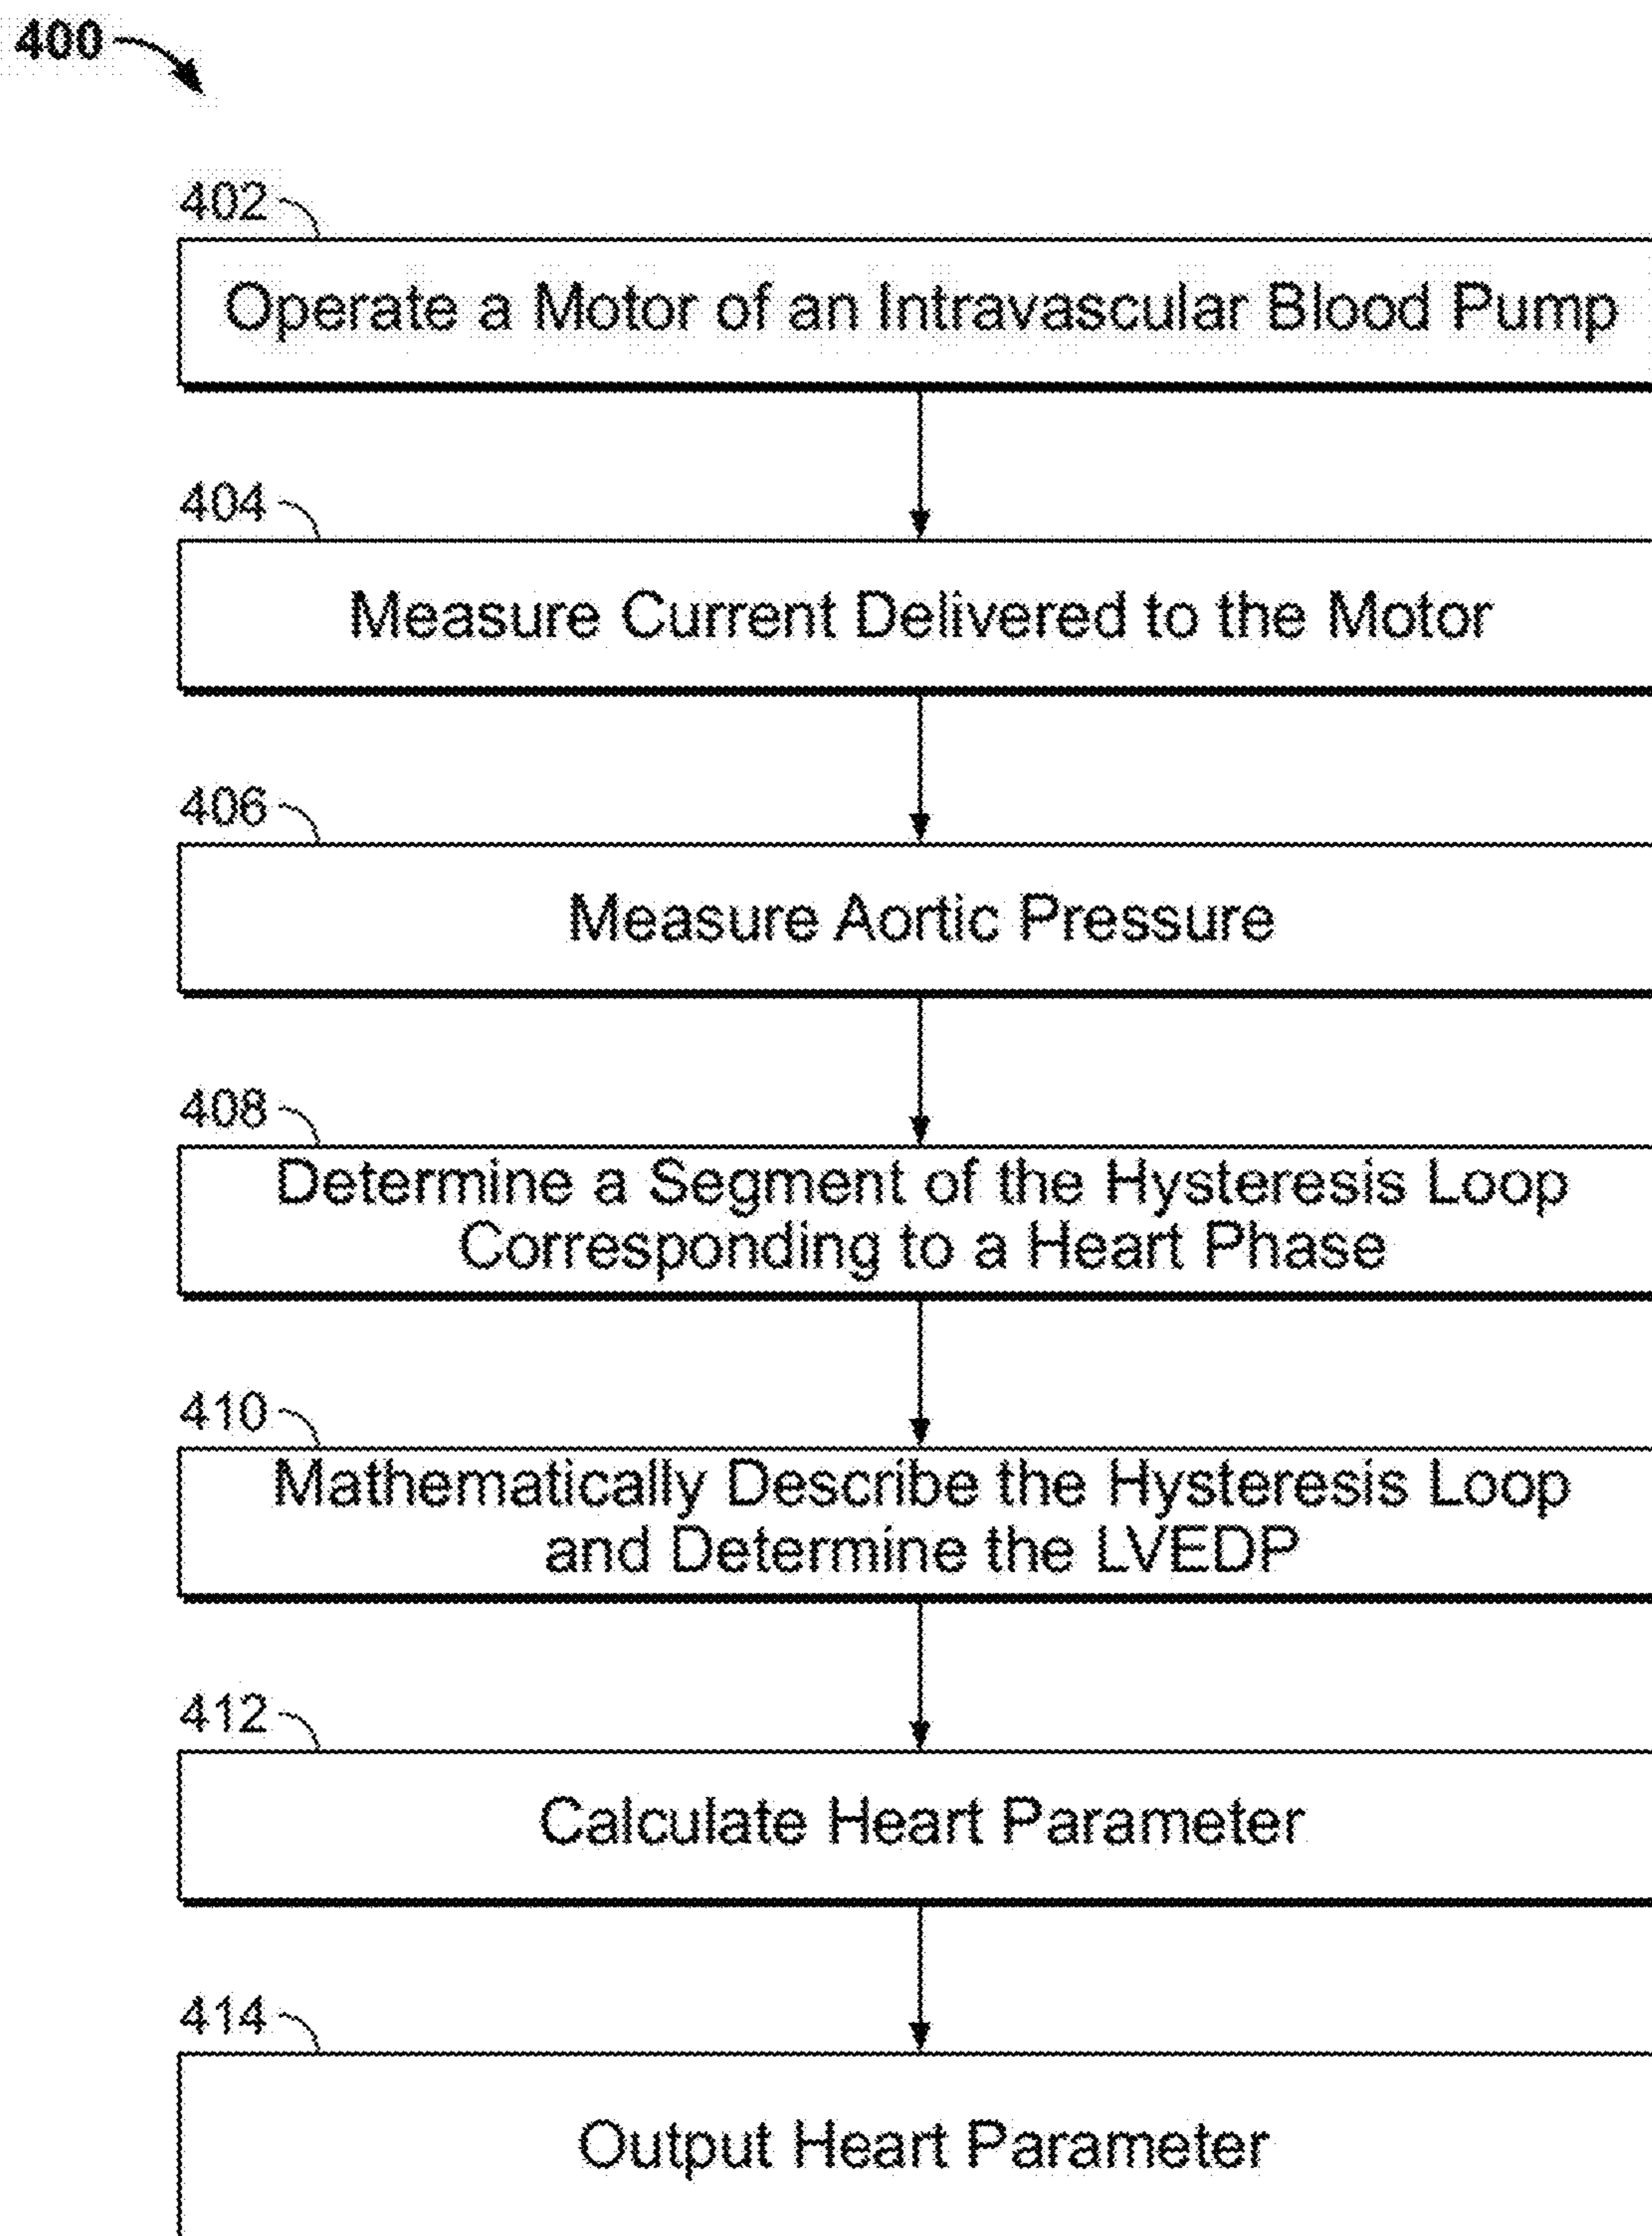 400
402
Operate a Motor of an Intravascular Blood Pump
404
Measure Current Delivered to the Motor
406
Measure Aortic Pressure
408
Determine a Segment of the Hysteresis Loop
Corresponding to a Heart Phase
410
Mathematically Describe the Hysteresis Loop
and Determine the LVEDP
412
Calculate Heart Parameter
414
Output Heart Parameter